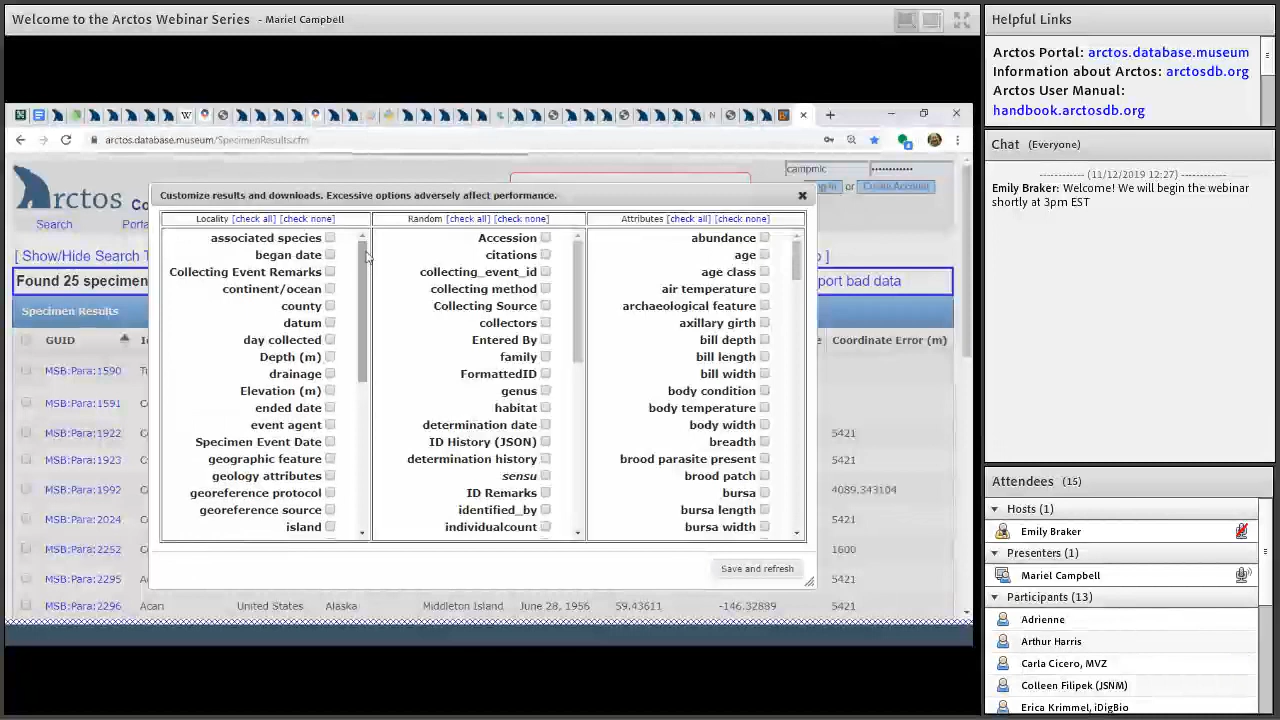 Welcome to the Arctos Webinar Series - Mariel Campbell
arctos.database.museum/SpecimenResults.cfm
campmlc
or Create Account
Arctos Co
Search Porta
[ Show/Hide Search T
]
Found 25 specimen
port bad data
Specimen Results
GUID
Coordinate Error (m)
MSB:Para:1590
MSB:Para:1591
MSB:Para:1922 5421
MSB:Para:1923 5421
MSB:Para:1992 4089.343104
MSB:Para:2024 5421
MSB:Para:2252 1600
MSB:Para:2295 5421
MSB:Para:2296 Acan United States Alaska Middleton Island June 28, 1956 59.43611 -146.32889 5421
Customize results and downloads. Excessive options adversely affect performance.
Locality [check all] [check none]
associated species
began date
Collecting Event Remarks
continent/ocean
county
datum
day collected
Depth (m)
drainage
Elevation (m)
ended date
event agent
Specimen Event Date
geographic feature
geology attributes
georeference protocol
georeference source
island
Random [check all] [check none]
Accession
citations
collecting_event_id
collecting method
Collecting Source
collectors
Entered By
family
FormattedID
genus
habitat
determination date
ID History (JSON)
determination history
sensu
ID Remarks
identified_by
individualcount
Attributes [check all] [check none]
abundance
age
age class
air temperature
archaeological feature
axillary girth
bill depth
bill length
bill width
body condition
body temperature
body width
breadth
brood parasite present
brood patch
bursa
bursa length
bursa width
Save and refresh
Helpful Links
Arctos Portal: arctos.database.museum
Information about Arctos: arctosdb.org
Arctos User Manual:
handbook.arctosdb.org
Chat (Everyone)
------------ (11/12/2019 12:27) ------------
Emily Braker: Welcome! We will begin the webinar
shortly at 3pm EST
Attendees (15)
Hosts (1)
Emily Braker
Presenters (1)
Mariel Campbell
Participants (13)
Adrienne
Arthur Harris
Carla Cicero, MVZ
Colleen Filipek (JSNM)
Erica Krimmel, iDigBio